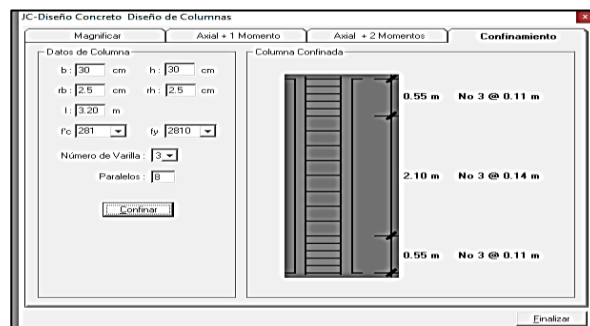 JC-Diseño Concreto Diseño de Columnas
Magnificar
Axial + 1 Momento
Axial + 2 Momentos
Confinamiento
Datos de Columna
b : 30 cm h : 30 cm
rb : 2.5 cm rh : 2.5 cm
l : 3.20 m
f'c 281 fy 2810
Número de Varilla : 3
Paralelos : 8
Confinar
Columna Confinada
0.55 m No 3 @ 0.11 m
2.10 m No 3 @ 0.14 m
0.55 m No 3 @ 0.11 m
Finalizar